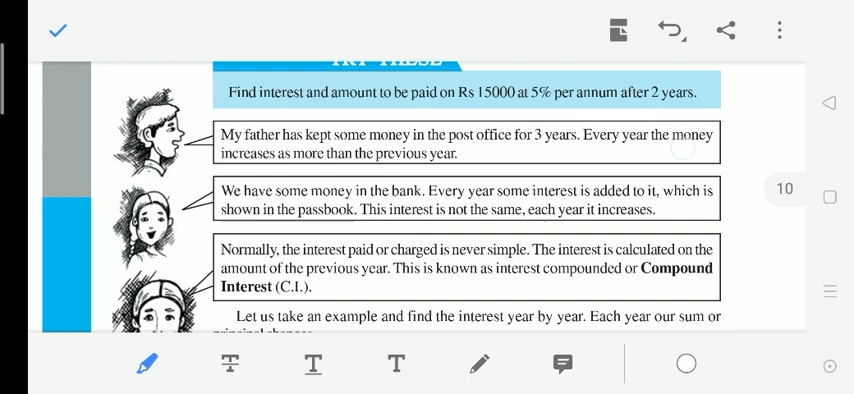 TRY THESE
Find interest and amount to be paid on Rs 15000 at 5% per annum after 2 years.
My father has kept some money in the post office for 3 years. Every year the money
increases as more than the previous year.
10
We have some money in the bank. Every year some interest is added to it, which is
shown in the passbook. This interest is not the same, each year it increases.
Normally, the interest paid or charged is never simple. The interest is calculated on the
amount of the previous year. This is known as interest compounded or Compound
Interest (C.I.).
Let us take an example and find the interest year by year. Each year our sum or
principal changes.
T T T